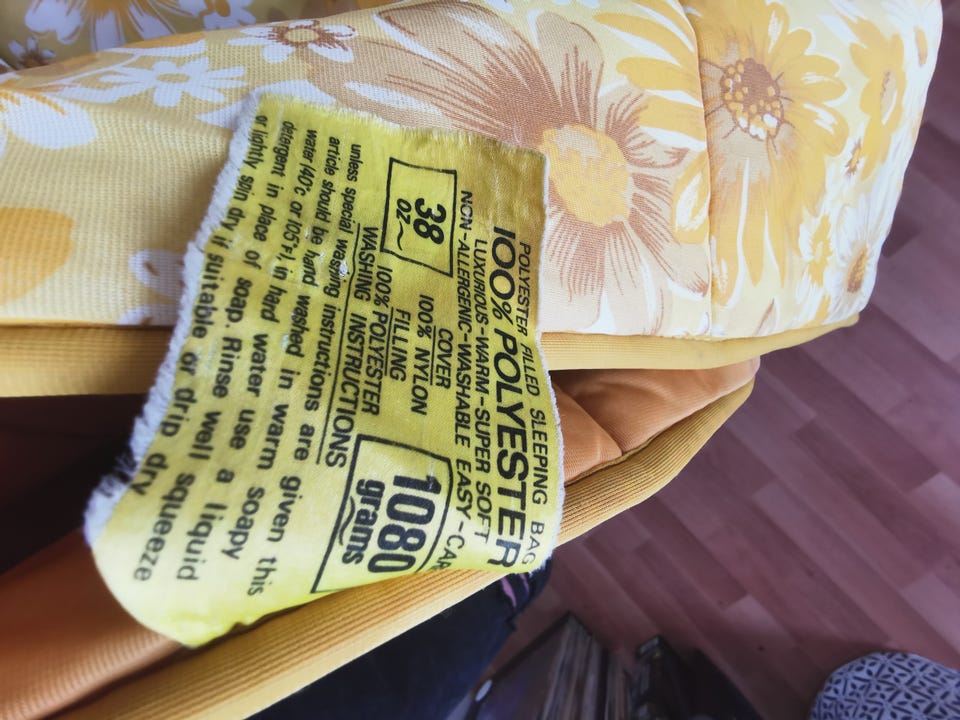 POLYESTER FILLED SLEEPING BAG
100% POLYESTER
LUXURIOUS-WARM-SUPER SOFT
NON-ALLERGENIC-WASHABLE EASY-CAR
38
oz~
COVER
100% NYLON
FILLING
100% POLYESTER
1080
grams
WASHING INSTRUCTIONS
unless special washing instructions are given this
article should be hand washed in warm soapy
water (40°c or 105°F). In hard water use a liquid
detergent in place of soap. Rinse well squeeze
or lightly spin dry if suitable or drip dry